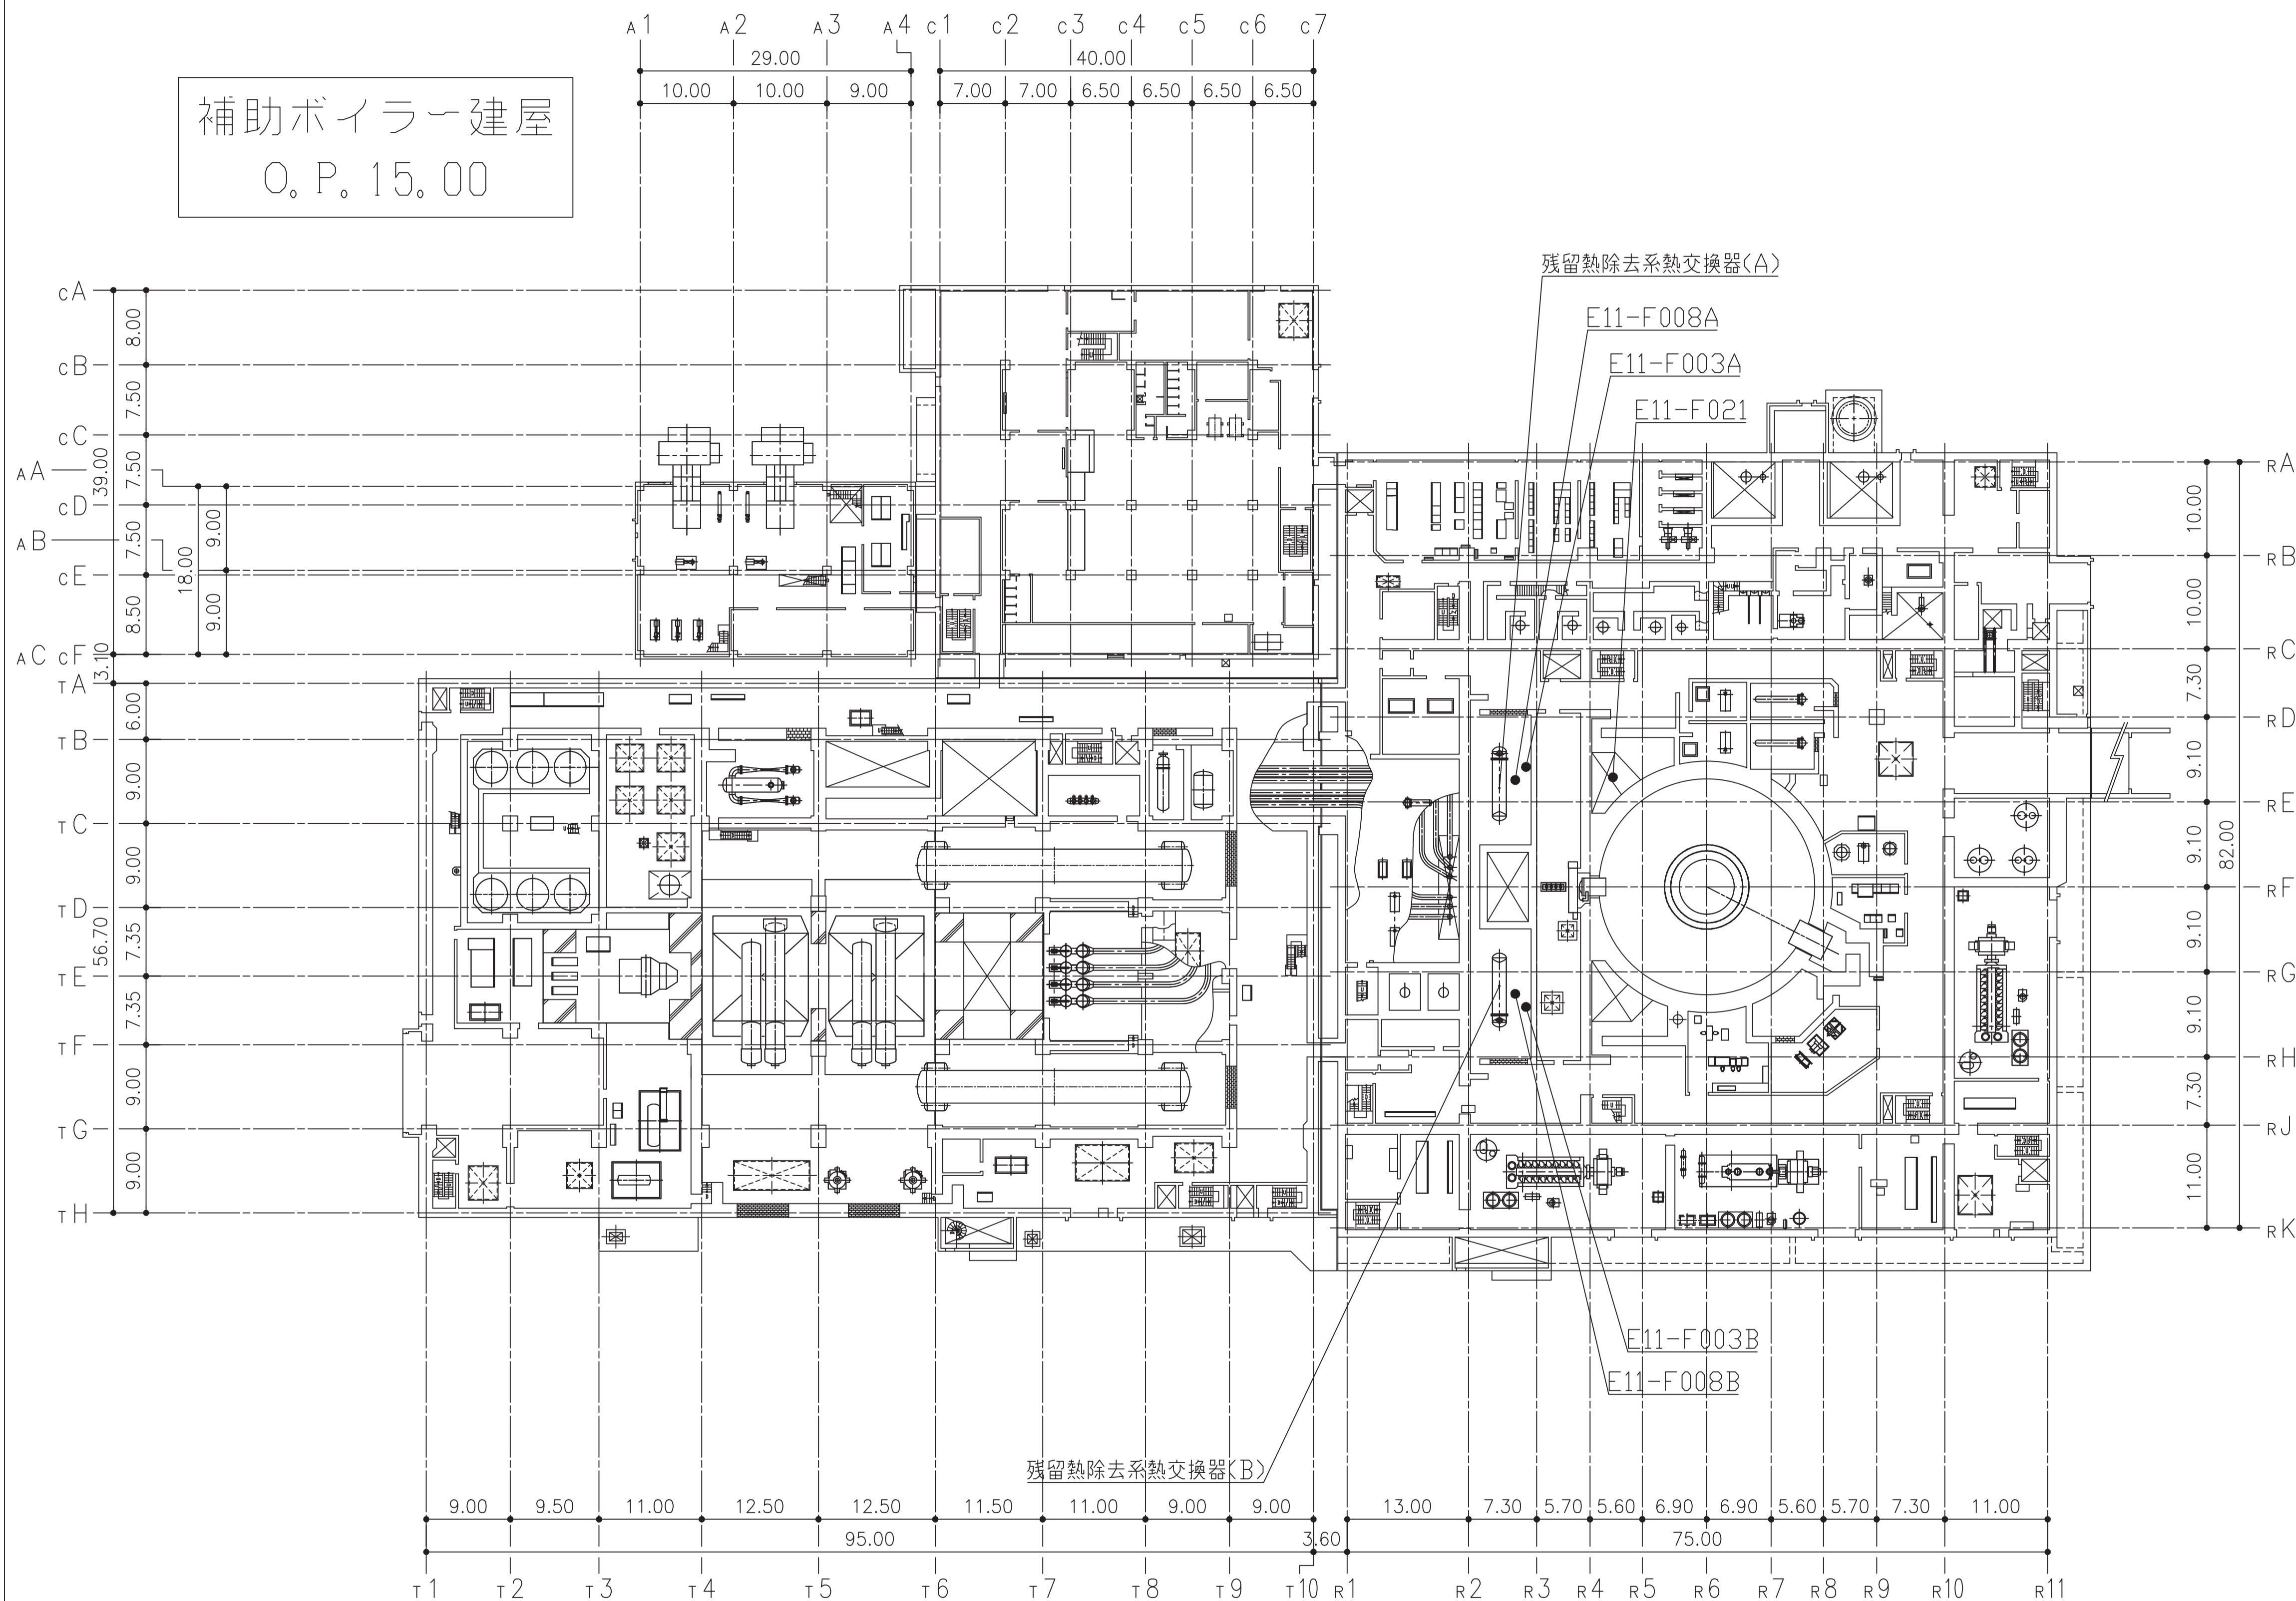 A1 A2 A3 A4 C1 C2 C3 C4 C5 C6 C7
29.00 40.00
10.00 10.00 9.00 7.00 7.00 6.50 6.50 6.50 6.50
補助ボイラー建屋
O.P.15.00
残留熱除去系熱交換器(A)
E11-F008A
E11-F003A
E11-F021
CA
8.00
CB
7.50
CC
AA
39.00
7.50
CD
AB
7.50
9.00
18.00
CE
8.50
9.00
AC CF
3.10
TA
6.00
TB
9.00
TC
9.00
TD
56.70
7.35
TE
7.35
TF
9.00
TG
9.00
TH
RA
10.00
RB
10.00
RC
7.30
RD
9.10
RE
9.10
82.00
RF
9.10
RG
9.10
RH
7.30
RJ
11.00
RK
E11-F003B
E11-F008B
残留熱除去系熱交換器(B)
9.00 9.50 11.00 12.50 12.50 11.50 11.00 9.00 9.00 13.00 7.30 5.70 5.60 6.90 6.90 5.60 5.70 7.30 11.00
95.00 3.60 75.00
T1 T2 T3 T4 T5 T6 T7 T8 T9 T10 R1 R2 R3 R4 R5 R6 R7 R8 R9 R10 R11